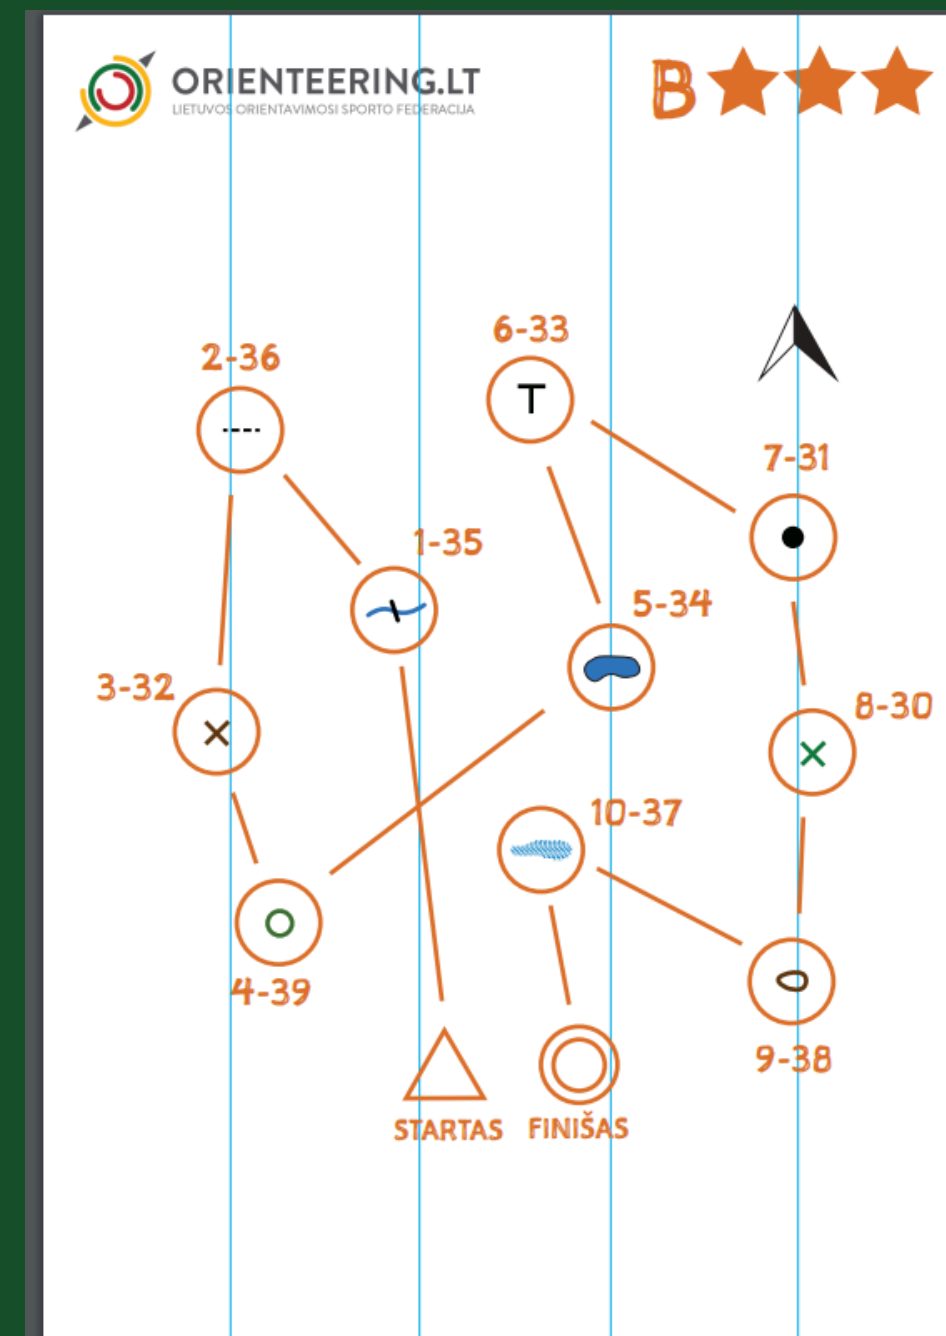 ORIENTEERING.LT
LIETUVOS ORIENTAVIMOSI SPORTO FEDERACIJA
B
6-33
2-36
7-31
1-35
5-34
3-32
8-30
10-37
4-39
9-38
STARTAS
FINIŠAS